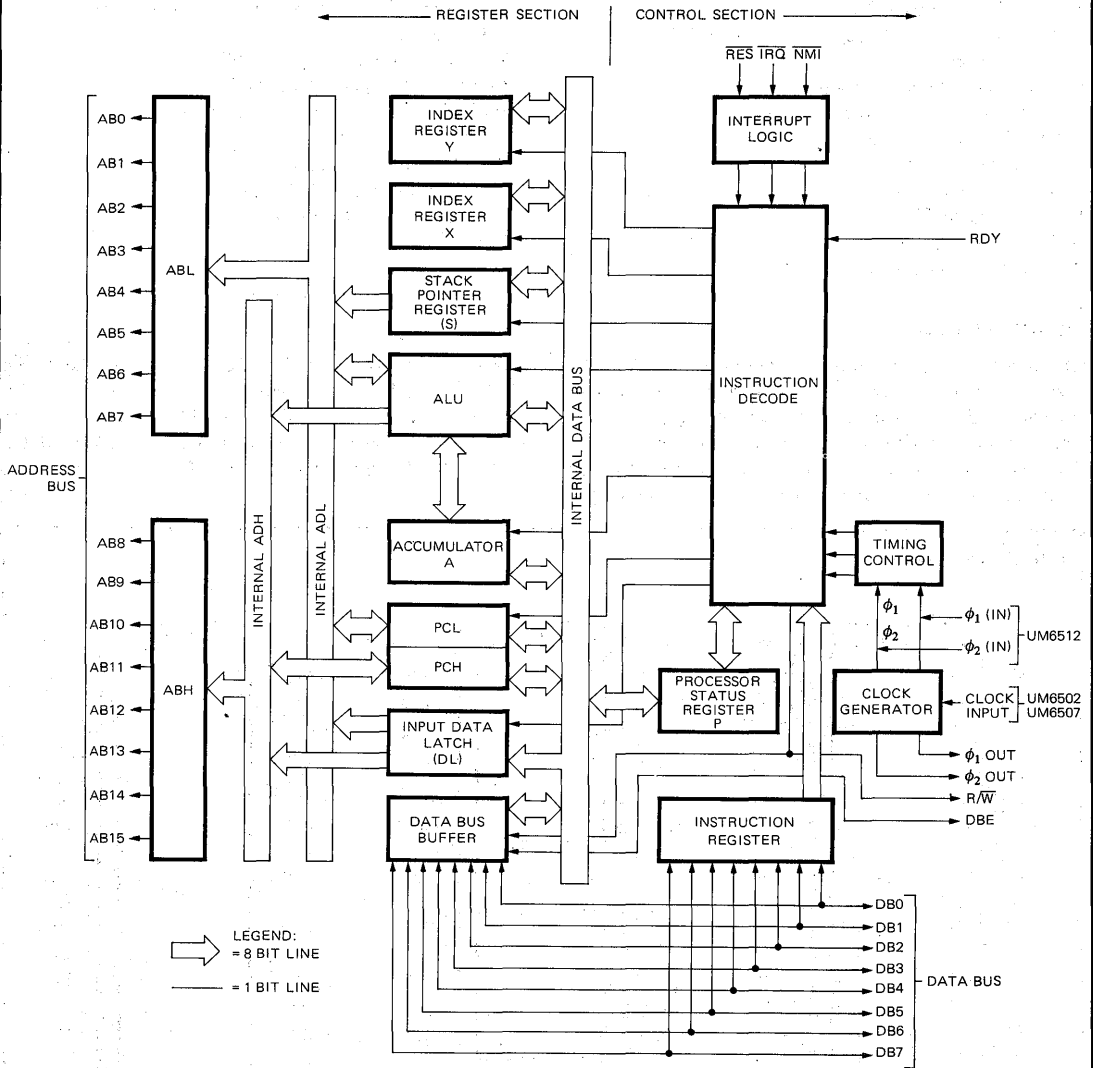 REGISTER SECTION
CONTROL SECTION
RES IRQ NMI
INTERRUPT
LOGIC
INDEX
REGISTER
Y
INDEX
REGISTER
X
STACK
POINTER
REGISTER
(S)
ALU
ACCUMULATOR
A
PCL
PCH
INPUT DATA
LATCH
(DL)
DATA BUS
BUFFER
AB0
AB1
AB2
AB3
AB4
AB5
AB6
AB7
ABL
ADDRESS
BUS
AB8
AB9
AB10
AB11
AB12
AB13
AB14
AB15
ABH
INTERNAL ADH
INTERNAL ADL
INTERNAL DATA BUS
INSTRUCTION
DECODE
RDY
TIMING
CONTROL
ϕ1
ϕ2
ϕ1 (IN)
ϕ2 (IN)
UM6512
CLOCK
GENERATOR
CLOCK
INPUT
UM6502
UM6507
ϕ1 OUT
ϕ2 OUT
R/W
DBE
PROCESSOR
STATUS
REGISTER
P
INSTRUCTION
REGISTER
DB0
DB1
DB2
DB3
DB4
DB5
DB6
DB7
DATA BUS
LEGEND:
= 8 BIT LINE
= 1 BIT LINE